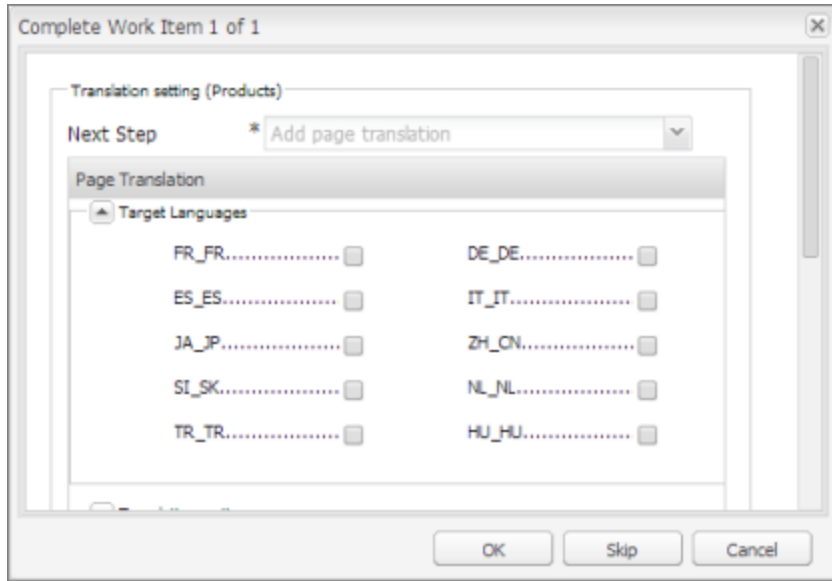 Complete Work Item 1 of 1
Translation setting (Products)
Next Step * Add page translation
Page Translation
Target Languages
FR_FR.................. DE_DE..................
ES_ES.................. IT_IT...................
JA_JP................... ZH_CN.................
SI_SK................... NL_NL..................
TR_TR.................. HU_HU.................
OK Skip Cancel